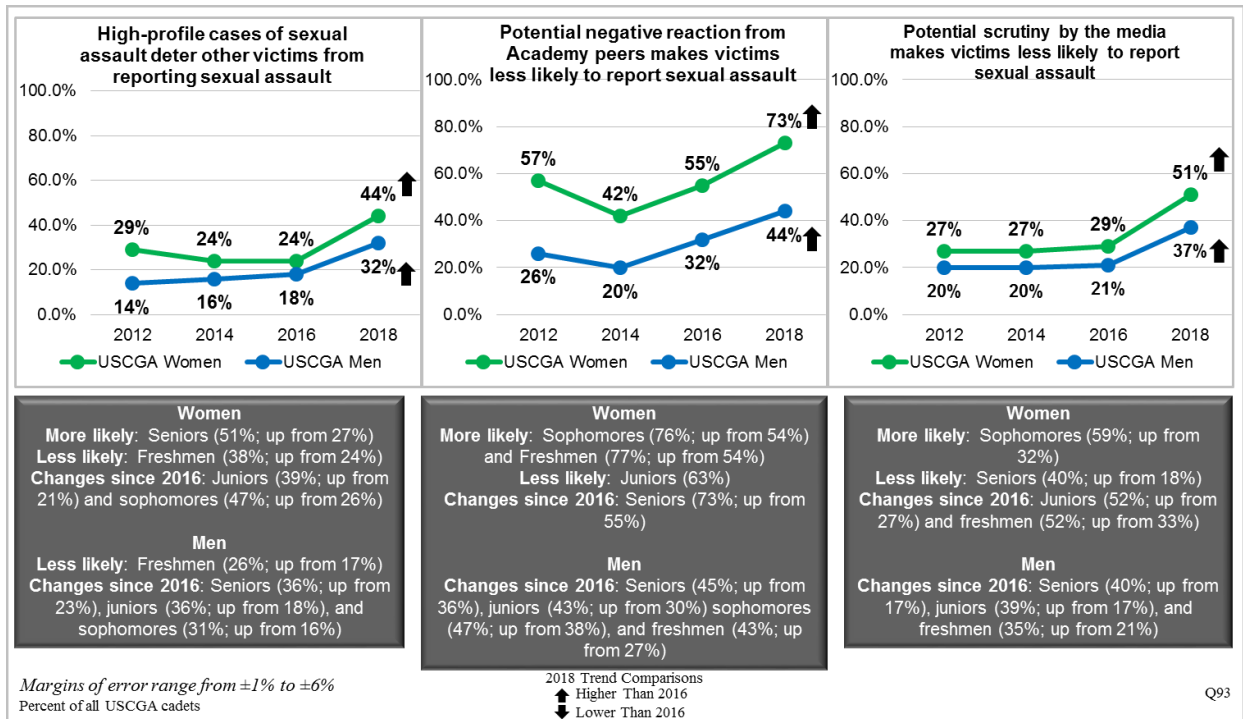 High-profile cases of sexual
assault deter other victims from
reporting sexual assault
100.0%
80.0%
60.0%
40.0%
20.0%
0.0%
29%
24%
24%
44%
14%
16%
18%
32%
2012
2014
2016
2018
USCGA Women
USCGA Men
Potential negative reaction from
Academy peers makes victims
less likely to report sexual assault
100.0%
80.0%
60.0%
40.0%
20.0%
0.0%
57%
42%
55%
73%
26%
20%
32%
44%
2012
2014
2016
2018
USCGA Women
USCGA Men
Potential scrutiny by the media
makes victims less likely to report
sexual assault
100.0%
80.0%
60.0%
40.0%
20.0%
0.0%
27%
27%
29%
51%
20%
20%
21%
37%
2012
2014
2016
2018
USCGA Women
USCGA Men
Women
More likely: Seniors (51%; up from 27%)
Less likely: Freshmen (38%; up from 24%)
Changes since 2016: Juniors (39%; up from
21%) and sophomores (47%; up from 26%)
Men
Less likely: Freshmen (26%; up from 17%)
Changes since 2016: Seniors (36%; up from
23%), juniors (36%; up from 18%), and
sophomores (31%; up from 16%)
Women
More likely: Sophomores (76%; up from 54%)
and Freshmen (77%; up from 54%)
Less likely: Juniors (63%)
Changes since 2016: Seniors (73%; up from
55%)
Men
Changes since 2016: Seniors (45%; up from
36%), juniors (43%; up from 30%) sophomores
(47%; up from 38%), and freshmen (43%; up
from 27%)
Women
More likely: Sophomores (59%; up from
32%)
Less likely: Seniors (40%; up from 18%)
Changes since 2016: Juniors (52%; up from
27%) and freshmen (52%; up from 33%)
Men
Changes since 2016: Seniors (40%; up from
17%), juniors (39%; up from 17%), and
freshmen (35%; up from 21%)
Margins of error range from ±1% to ±6%
Percent of all USCGA cadets
2018 Trend Comparisons
Higher Than 2016
Lower Than 2016
Q93